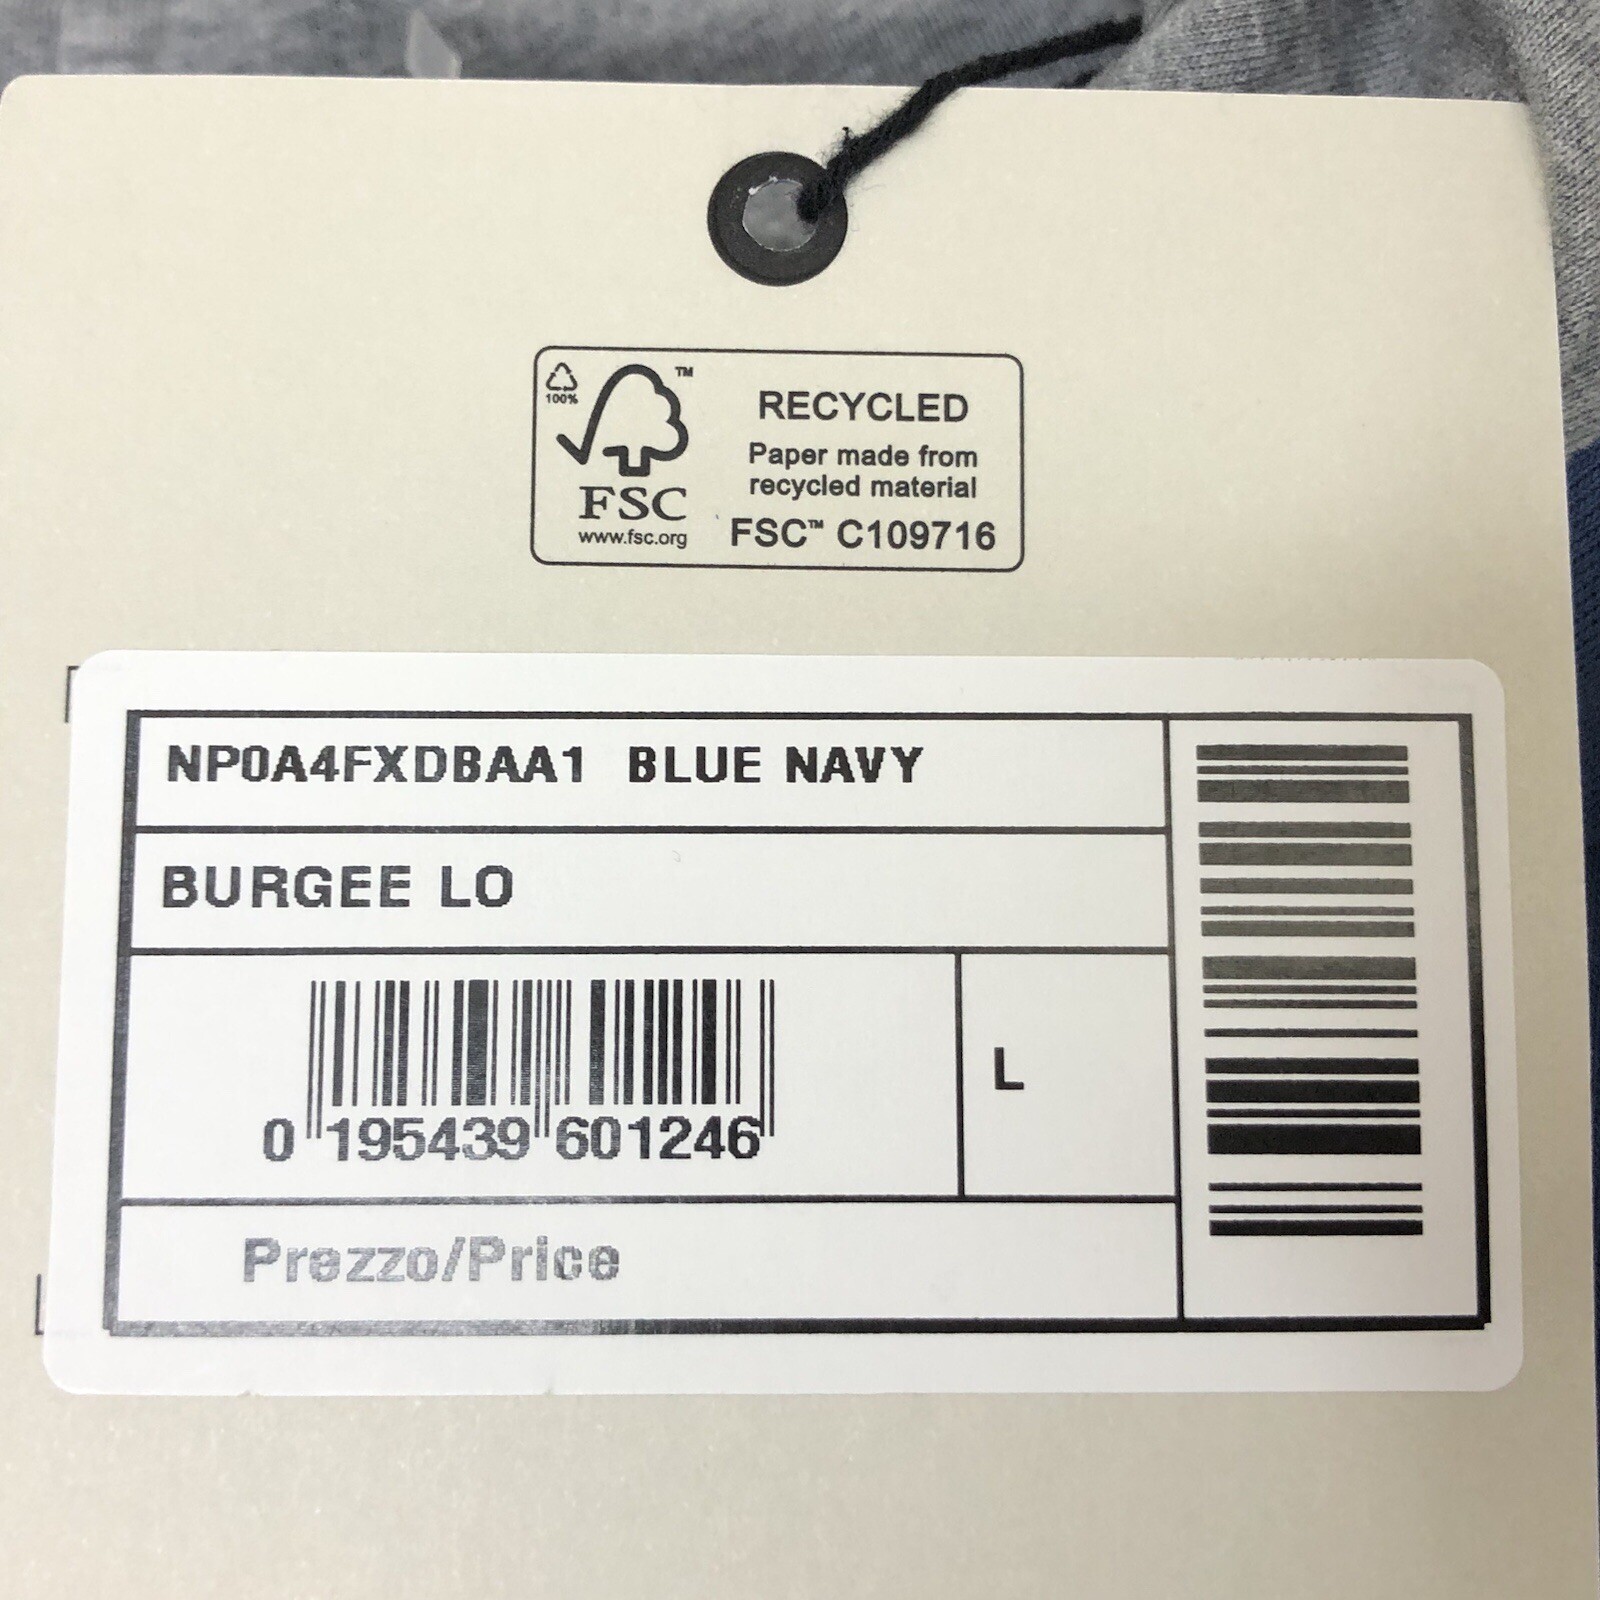 100%
TM
FSC
www.fsc.org
RECYCLED
Paper made from
recycled material
FSC™ C109716
NP0A4FXDBAA1 BLUE NAVY
BURGEE LO
0 195439 601246
L
Prezzo/Price